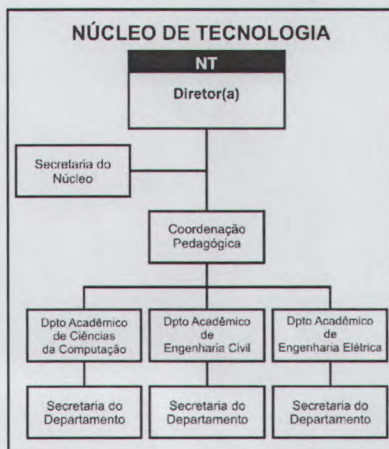 NÚCLEO DE TECNOLOGIA
NT
Diretor(a)
Secretaria do
Núcleo
Coordenação
Pedagógica
Dpto Acadêmico
de Ciências
da Computação
Dpto Acadêmico
de
Engenharia Civil
Dpto Acadêmico
de
Engenharia Elétrica
Secretaria do
Departamento
Secretaria do
Departamento
Secretaria do
Departamento